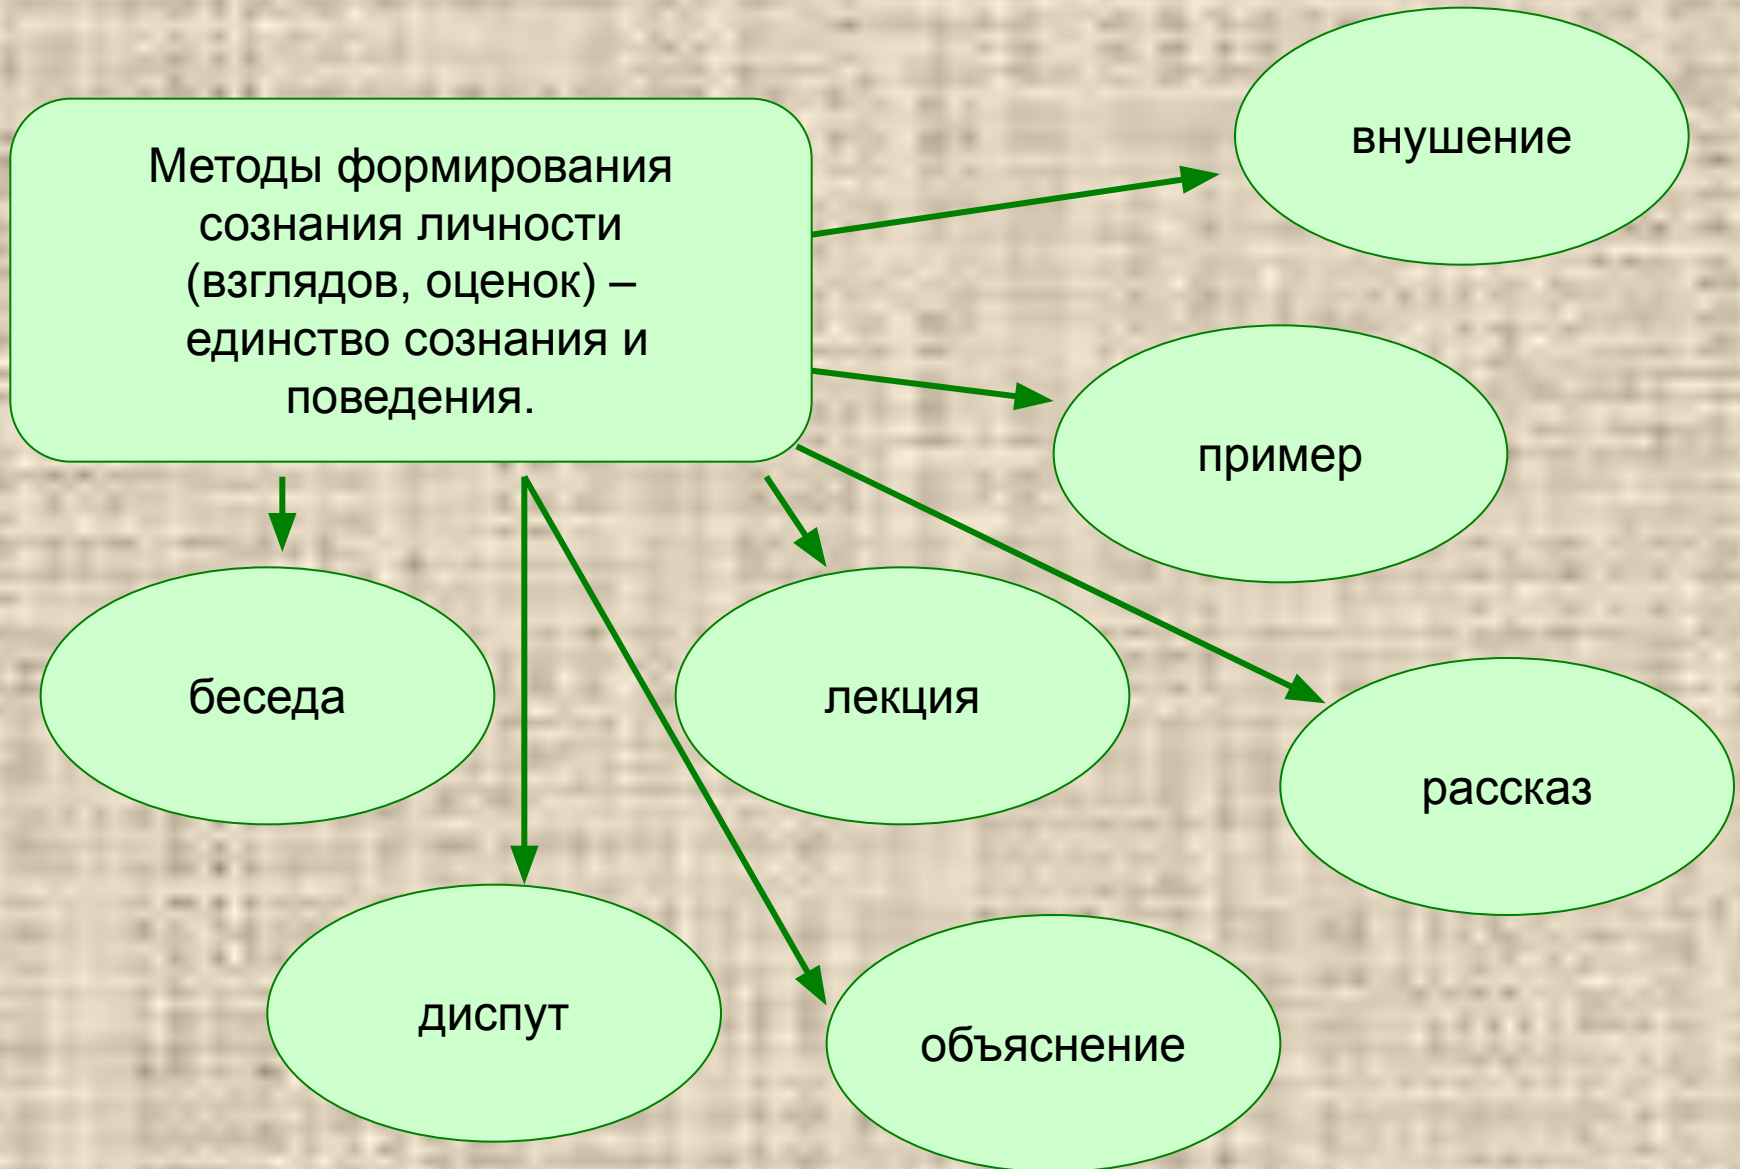 Методы формирования
сознания личности
(взглядов, оценок) –
единство сознания и
поведения.
внушение
пример
беседа
лекция
рассказ
диспут
объяснение